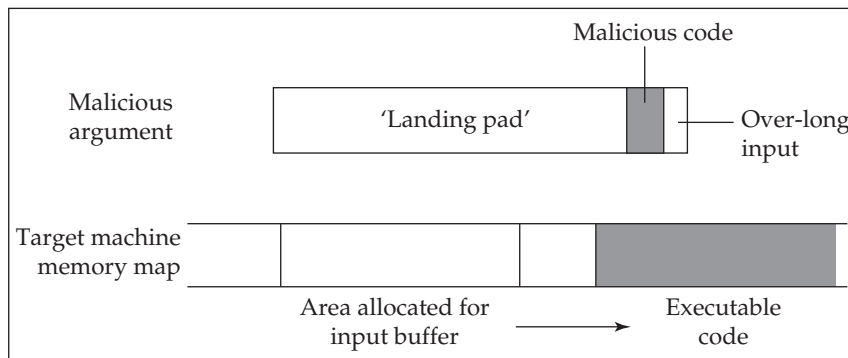 Malicious code
Malicious
argument
‘Landing pad’
Over-long
input
Target machine
memory map
Area allocated for
input buffer
Executable
code